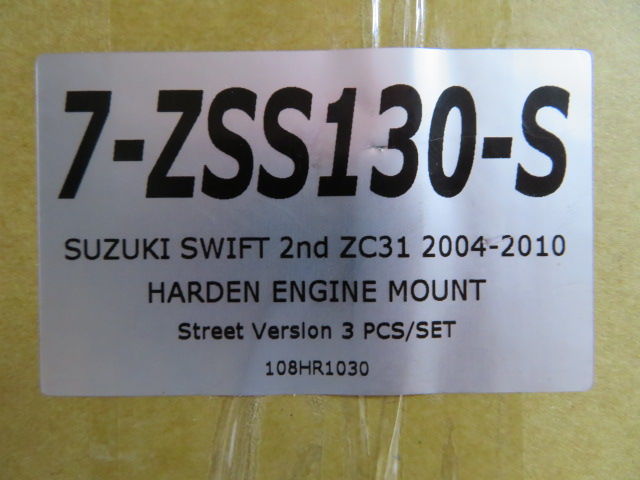 7-ZSS130-S
SUZUKI SWIFT 2nd ZC31 2004-2010
HARDEN ENGINE MOUNT
Street Version 3 PCS/SET
108HR1030